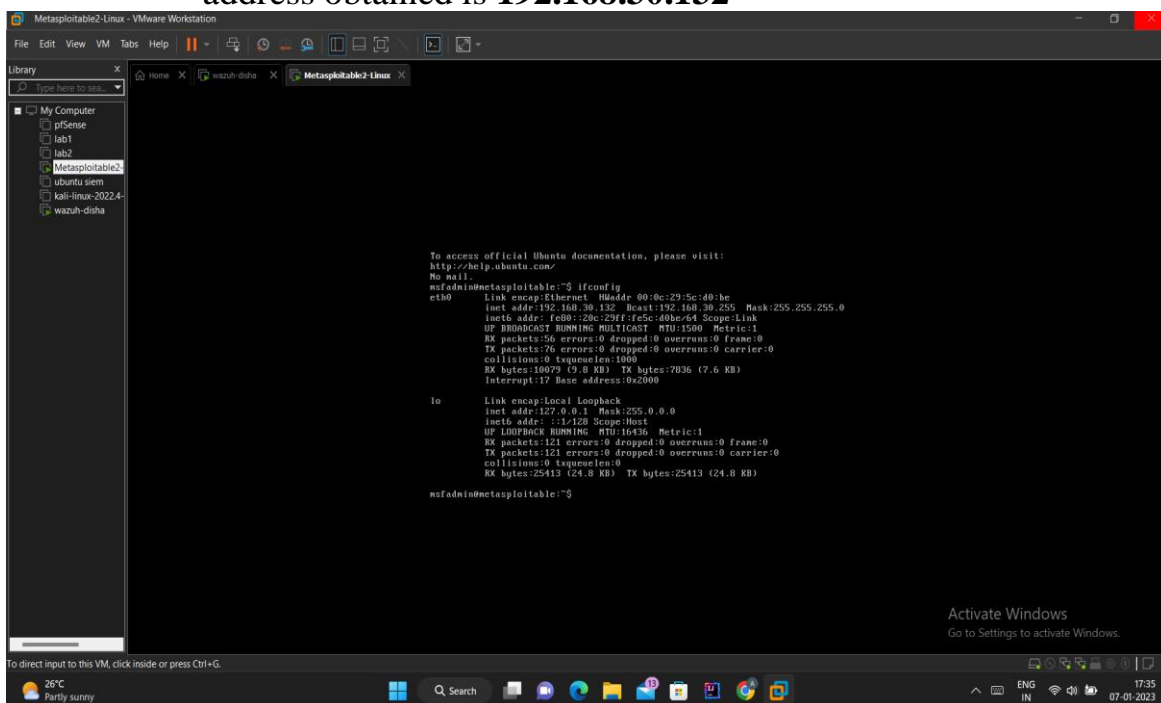 address obtained is 192.168.30.132
Metasploitable2-Linux - VMware Workstation
File Edit View VM Tabs Help
Library X
Type here to sea...
Home X wazuh-disha X Metasploitable2-Linux X
My Computer
pfSense
lab1
lab2
Metasploitable2-
ubuntu siem
kali-linux-2022.4-
wazuh-disha
To access official Ubuntu documentation, please visit:
http://help.ubuntu.com/
No mail.
msfadmin@metasploitable:~$ ifconfig
eth0 Link encap:Ethernet HWaddr 00:0c:29:5c:d0:be
inet addr:192.168.30.132 Bcast:192.168.30.255 Mask:255.255.255.0
inet6 addr: fe80::20c:29ff:fe5c:d0be/64 Scope:Link
UP BROADCAST RUNNING MULTICAST MTU:1500 Metric:1
RX packets:56 errors:0 dropped:0 overruns:0 frame:0
TX packets:76 errors:0 dropped:0 overruns:0 carrier:0
collisions:0 txqueuelen:1000
RX bytes:10079 (9.8 KB) TX bytes:7836 (7.6 KB)
Interrupt:17 Base address:0x2000
lo Link encap:Local Loopback
inet addr:127.0.0.1 Mask:255.0.0.0
inet6 addr: ::1/128 Scope:Host
UP LOOPBACK RUNNING MTU:16436 Metric:1
RX packets:121 errors:0 dropped:0 overruns:0 frame:0
TX packets:121 errors:0 dropped:0 overruns:0 carrier:0
collisions:0 txqueuelen:0
RX bytes:25413 (24.8 KB) TX bytes:25413 (24.8 KB)
msfadmin@metasploitable:~$
Activate Windows
Go to Settings to activate Windows.
To direct input to this VM, click inside or press Ctrl+G.
26°C
Partly sunny
Search
13
ENG
IN
17:35
07-01-2023